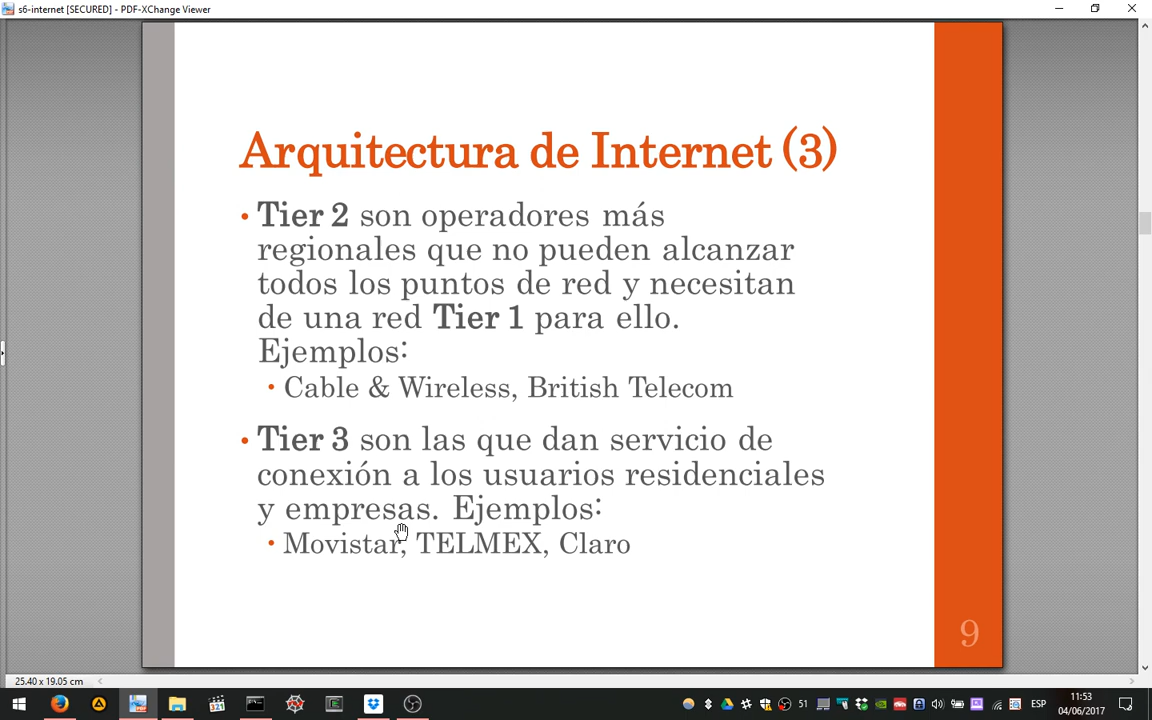 s6-internet [SECURED] - PDF-XChange Viewer
Arquitectura de Internet (3)
• Tier 2 son operadores más
regionales que no pueden alcanzar
todos los puntos de red y necesitan
de una red Tier 1 para ello.
Ejemplos:
• Cable & Wireless, British Telecom
• Tier 3 son las que dan servicio de
conexión a los usuarios residenciales
y empresas. Ejemplos:
• Movistar, TELMEX, Claro
9
25.40 x 19.05 cm
51
ESP
11:53
04/06/2017